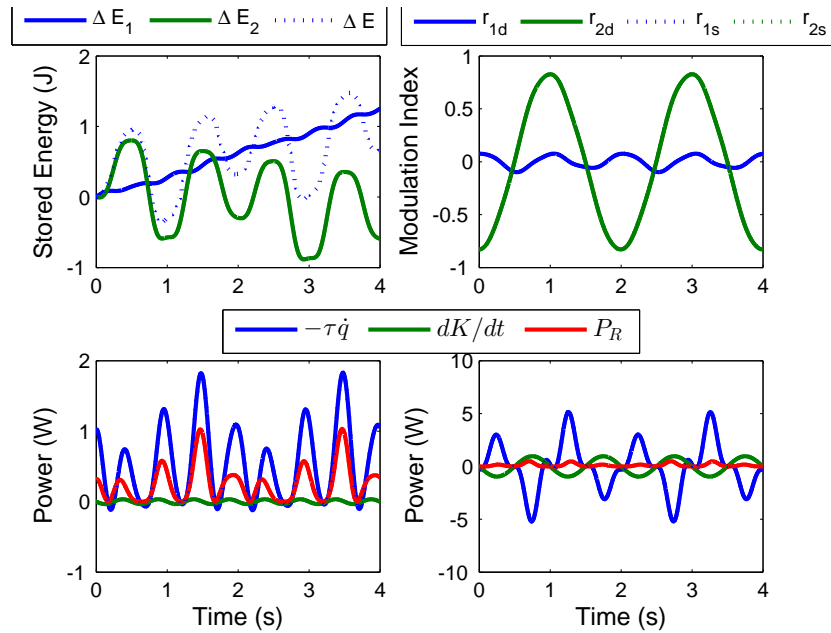 Δ E1 Δ E2 Δ E
r1d r2d r1s r2s
Stored Energy (J)
2
1
0
-1
0 1 2 3 4
Modulation Index
1
0.5
0
-0.5
-1
0 1 2 3 4
−τq̇ dK/dt PR
Power (W)
2
1
0
-1
0 1 2 3 4
Time (s)
Power (W)
10
5
0
-5
-10
0 1 2 3 4
Time (s)